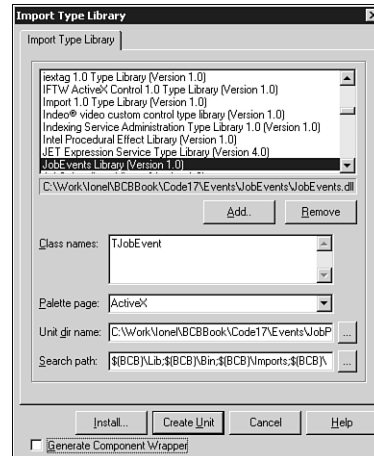 Import Type Library
Import Type Library
iextag 1.0 Type Library (Version 1.0)
IFTW ActiveX Control 1.0 Type Library (Version 1.0)
Import 1.0 Type Library (Version 1.0)
Indeo® video custom control type library (Version 1.0)
Indexing Service Administration Type Library 1.0 (Version 1.0)
Intel Procedural Effect Library (Version 1.0)
JET Expression Service Type Library (Version 4.0)
JobEvents Library (Version 1.0)
C:\Work\Ionel\BCBBook\Code17\Events\JobEvents\JobEvents.dll
Add..
Remove
Class names:
TJobEvent
Palette page:
ActiveX
Unit dir name:
C:\Work\Ionel\BCBBook\Code17\Events\JobP
...
Search path:
$(BCB)\Lib;$(BCB)\Bin;$(BCB)\Imports;$(BCB)\
...
Install...
Create Unit
Cancel
Help
Generate Component Wrapper